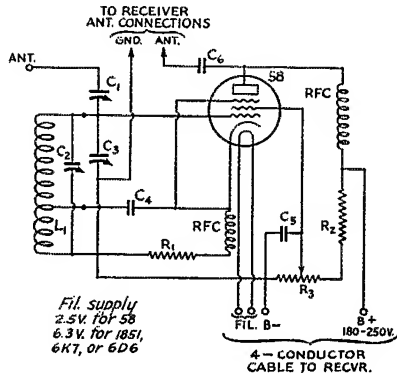 TO RECEIVER
ANT. CONNECTIONS
GND. ANT.
C6
58
ANT.
C1
RFC
C2
C3
C4
L1
RFC
C5
R2
R1
R3
Fil. supply
2.5V. for 58
6.3V. for 1851,
6K7, or 6D6
FIL. B-
B+
180-250V.
4-CONDUCTOR
CABLE TO RECVR.